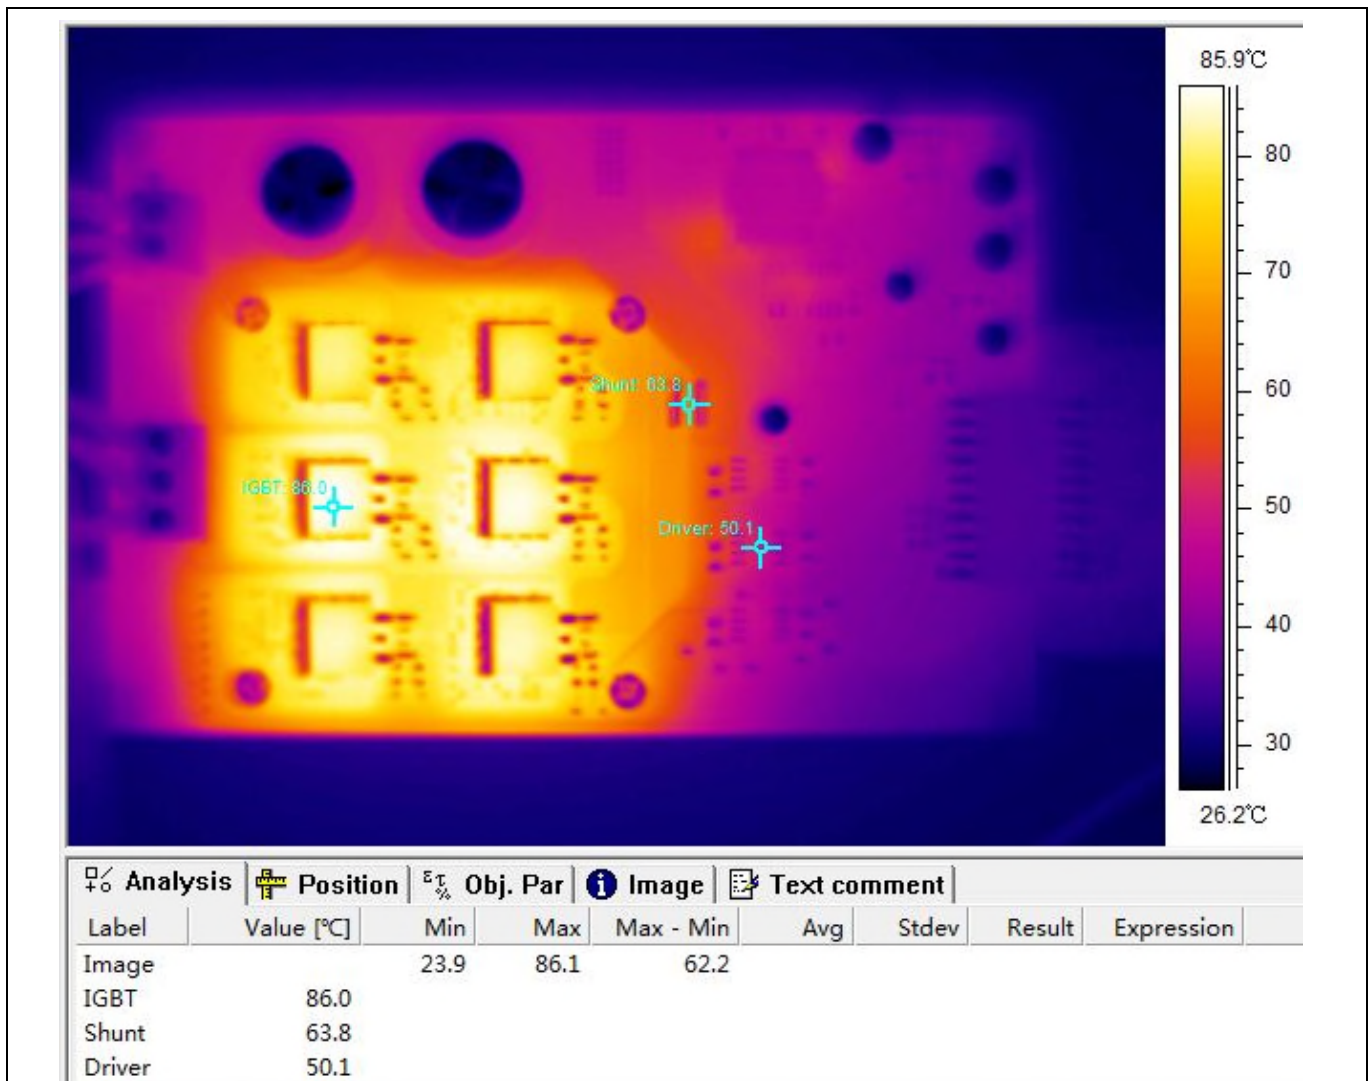 85.9°C
80
70
60
50
40
30
26.2°C
Shunt: 63.8
IGBT: 86.0
Driver: 50.1
Analysis Position Obj. Par Image Text comment
Label Value [°C] Min Max Max - Min Avg Stdev Result Expression
Image 23.9 86.1 62.2
IGBT 86.0
Shunt 63.8
Driver 50.1